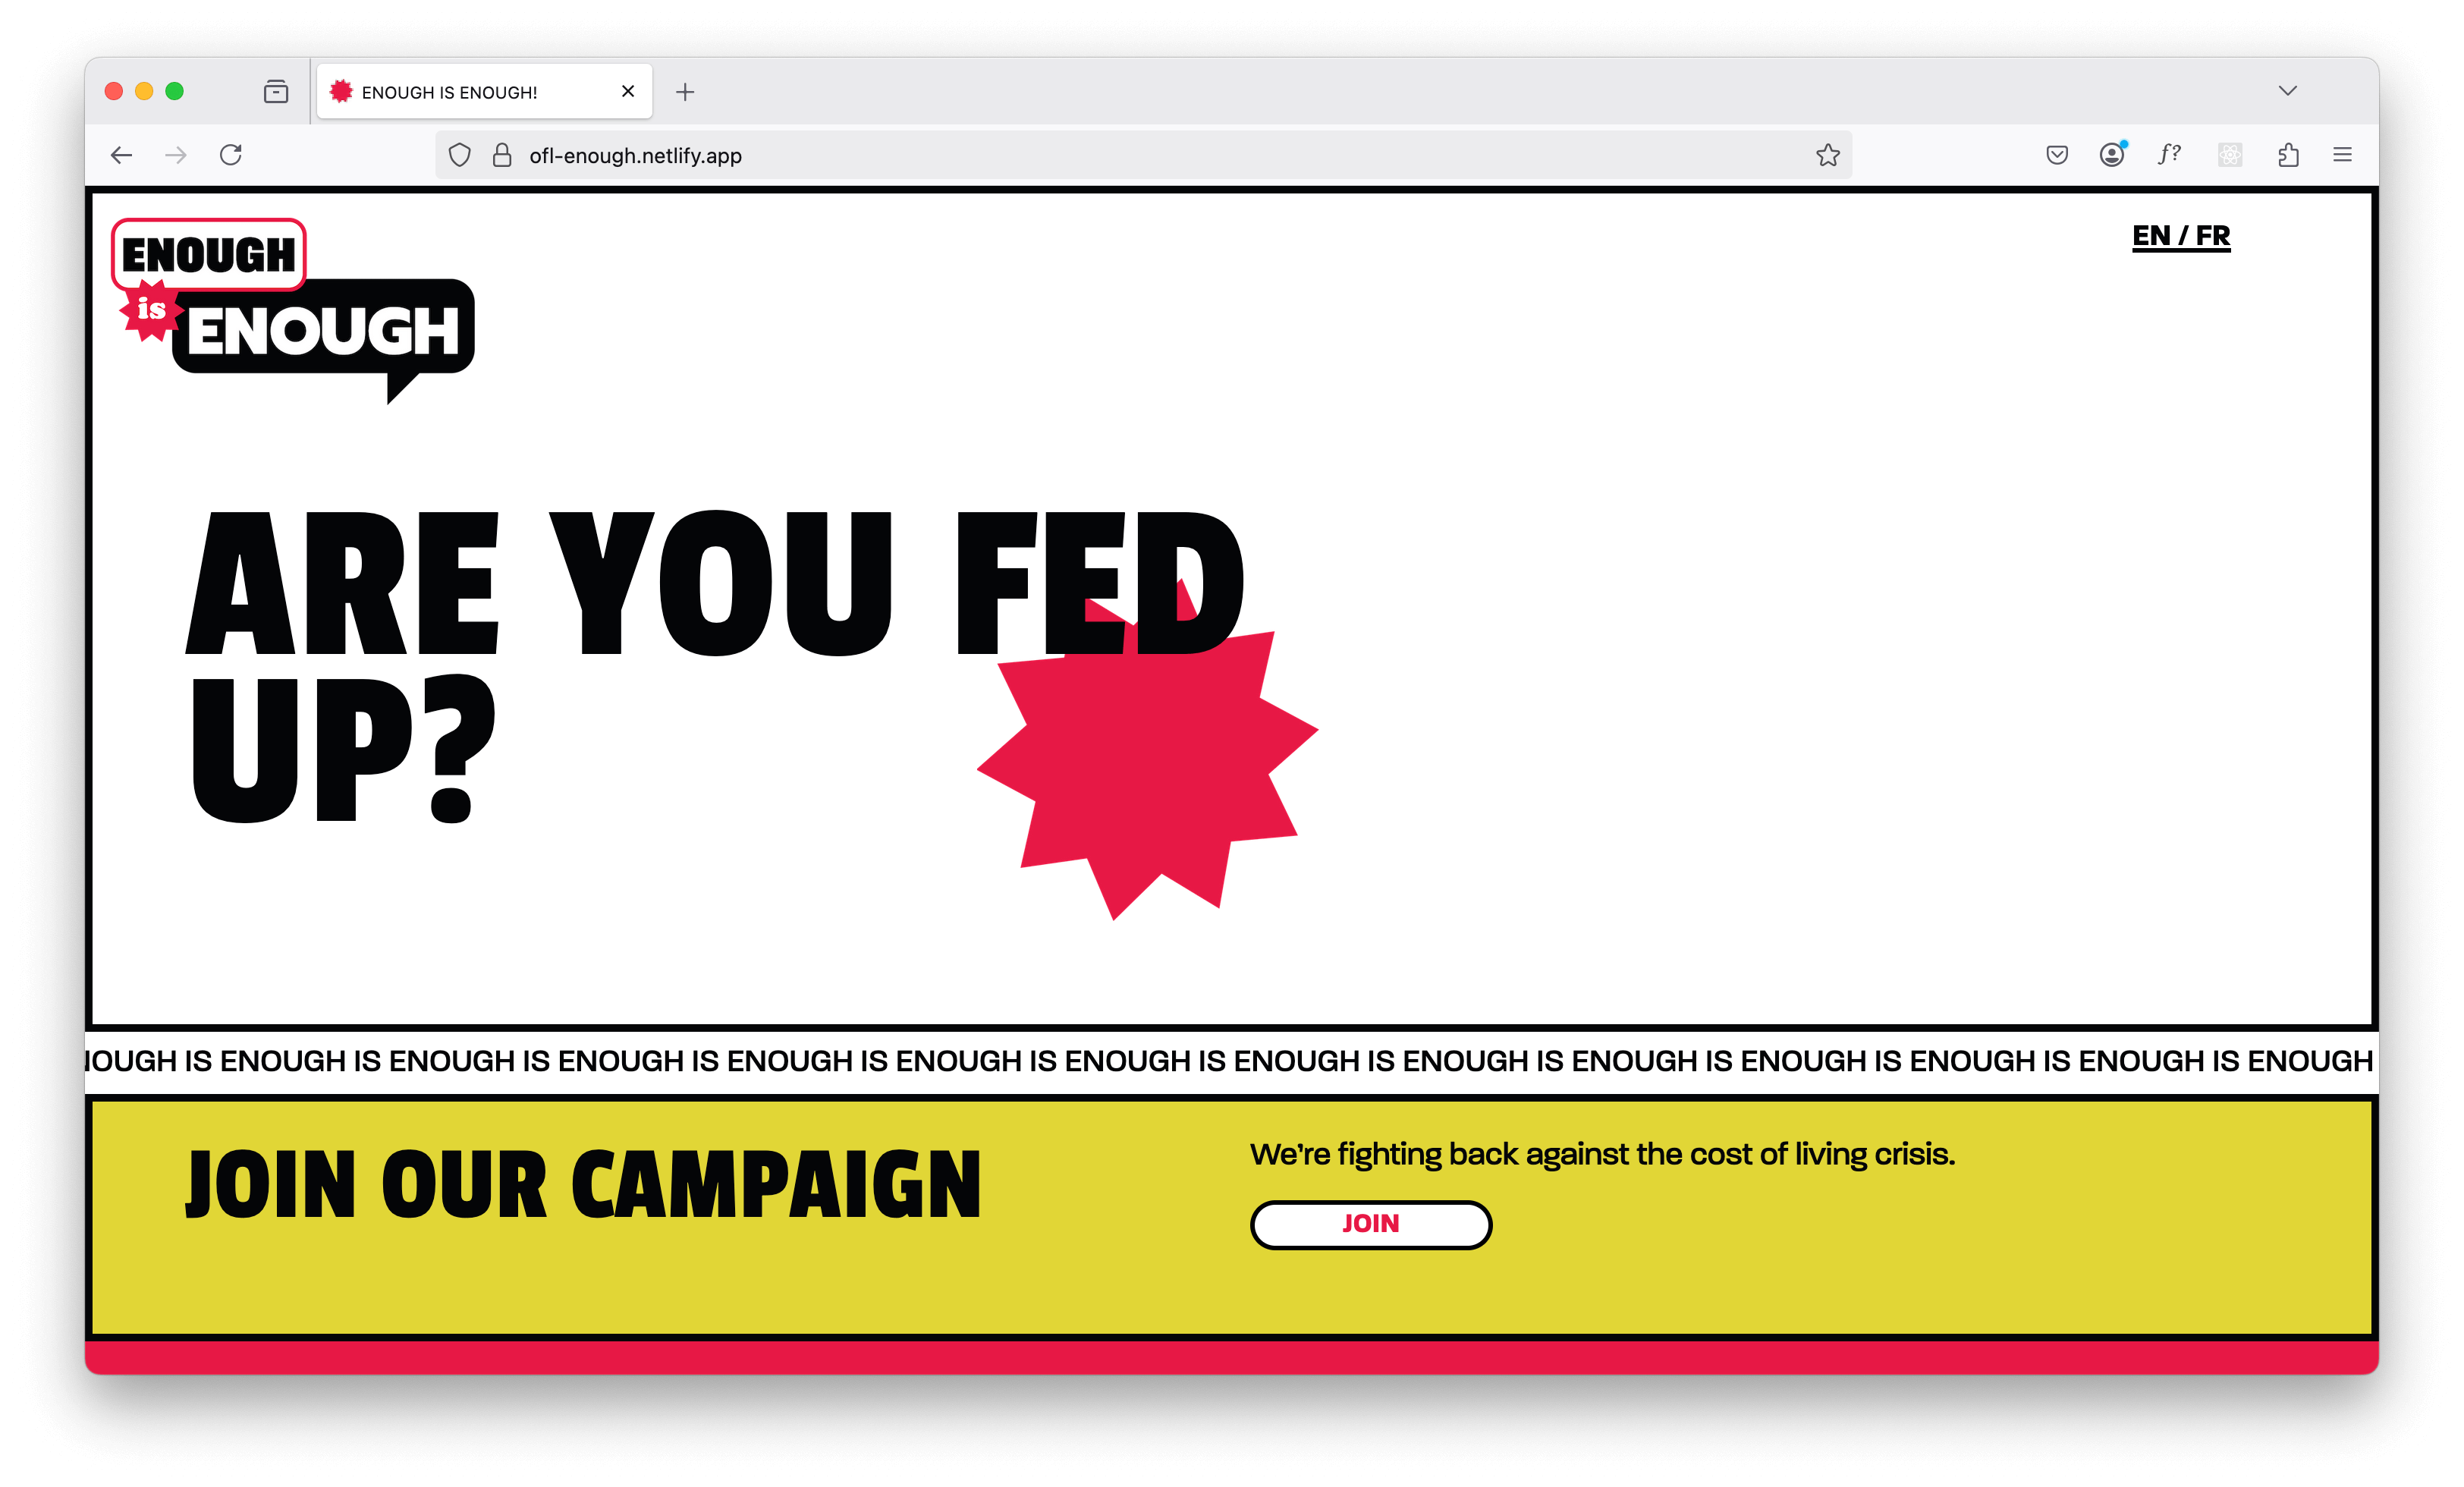 ENOUGH IS ENOUGH!
ofl-enough.netlify.app
f?
ENOUGH
is
ENOUGH
EN / FR
ARE YOU FED
UP?
IS ENOUGH IS ENOUGH IS ENOUGH IS ENOUGH IS ENOUGH IS ENOUGH IS ENOUGH IS ENOUGH IS ENOUGH IS ENOUGH IS ENOUGH IS ENOUGH IS ENOUGH
JOIN OUR CAMPAIGN
We’re fighting back against the cost of living crisis.
JOIN